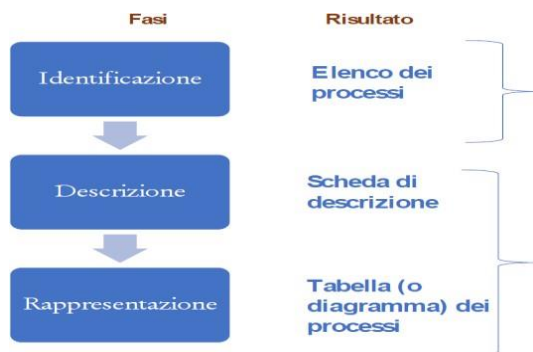 Fasi Risultato
Identificazione
Elenco dei
processi
Descrizione
Scheda di
descrizione
Rappresentazione
Tabella (o
diagramma) dei
processi